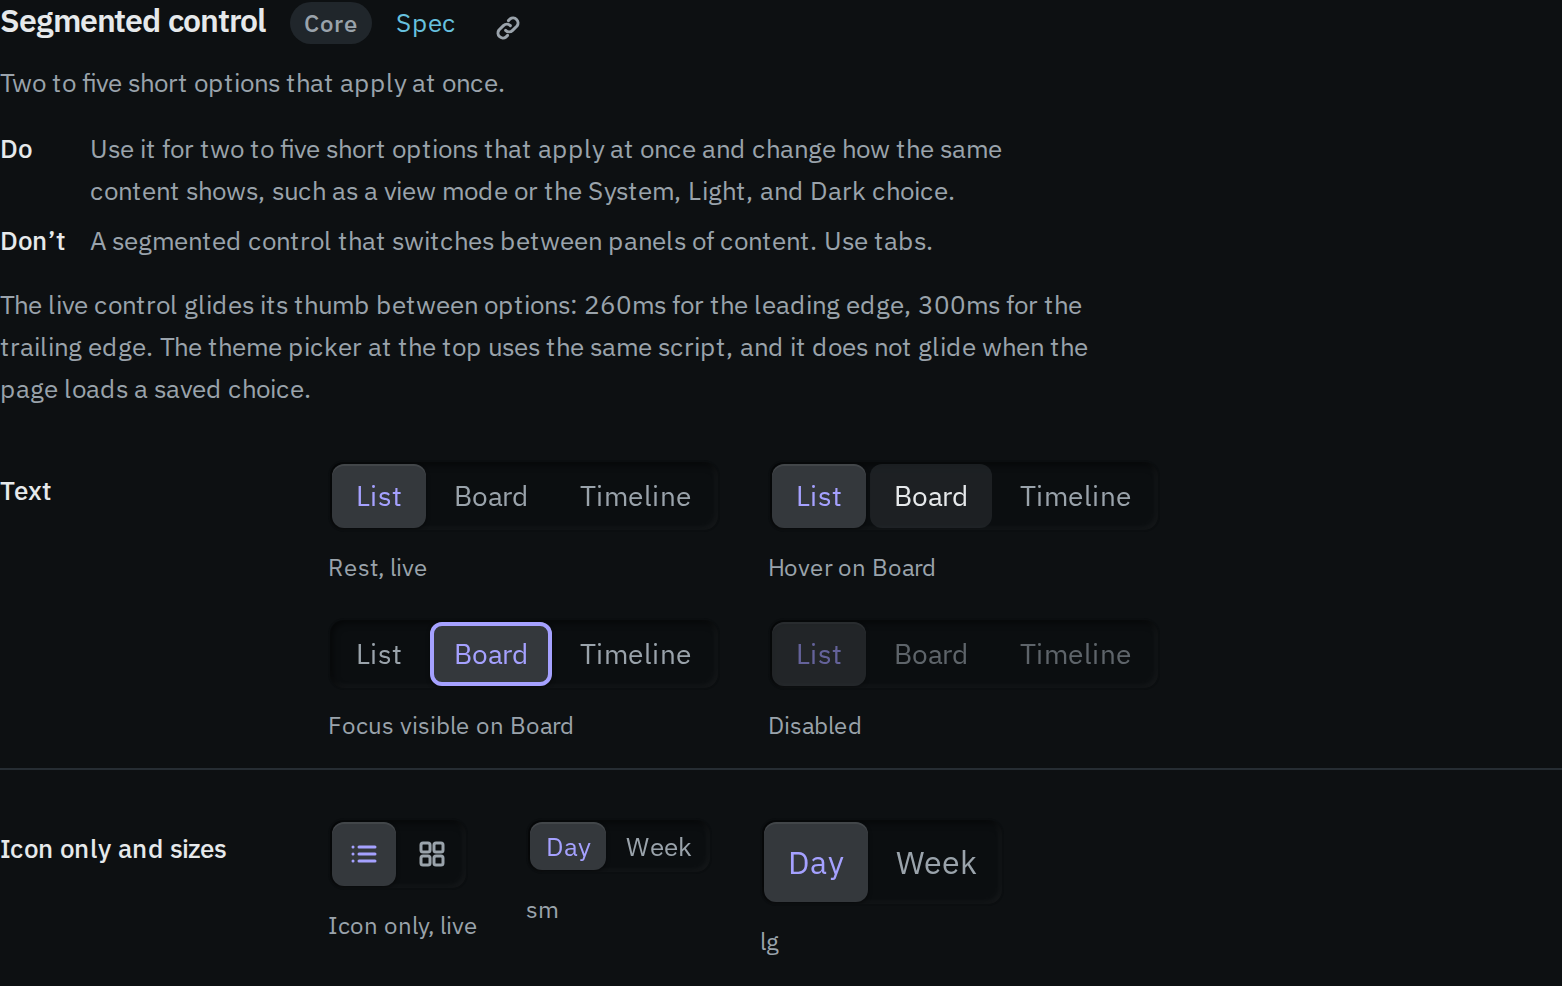 Segmented control Core Spec
Two to five short options that apply at once.
Do Use it for two to five short options that apply at once and change how the same
content shows, such as a view mode or the System, Light, and Dark choice.
Don’t A segmented control that switches between panels of content. Use tabs.
The live control glides its thumb between options: 260ms for the leading edge, 300ms for the
trailing edge. The theme picker at the top uses the same script, and it does not glide when the
page loads a saved choice.
Text
List Board Timeline
Rest, live
List Board Timeline
Hover on Board
List Board Timeline
Focus visible on Board
List Board Timeline
Disabled
Icon only and sizes
Icon only, live
Day Week
sm
Day Week
lg